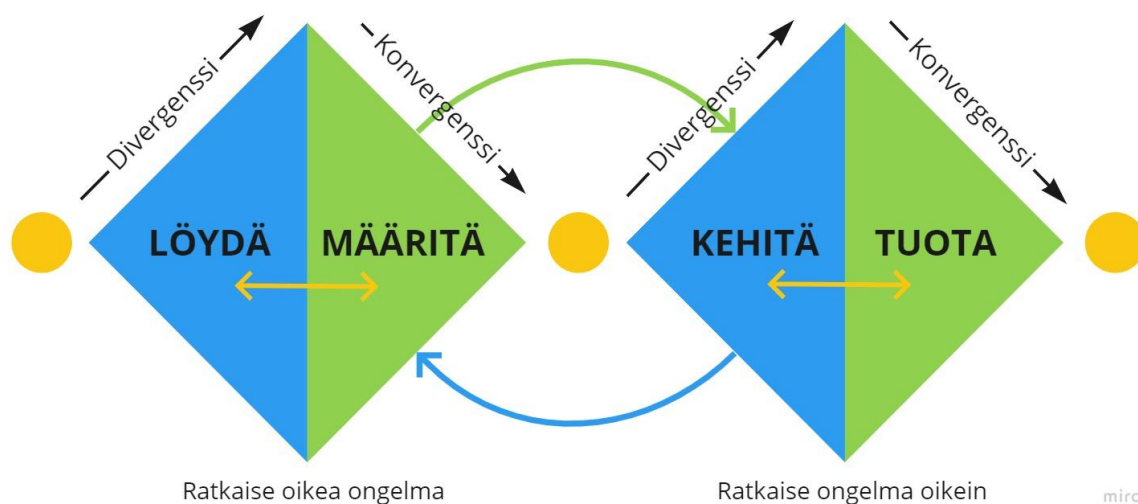 Divergenssi
Konvergenssi
Divergenssi
Konvergenssi
LÖYDÄ
MÄÄRITÄ
KEHITÄ
TUOTA
Ratkaise oikea ongelma
Ratkaise ongelma oikein